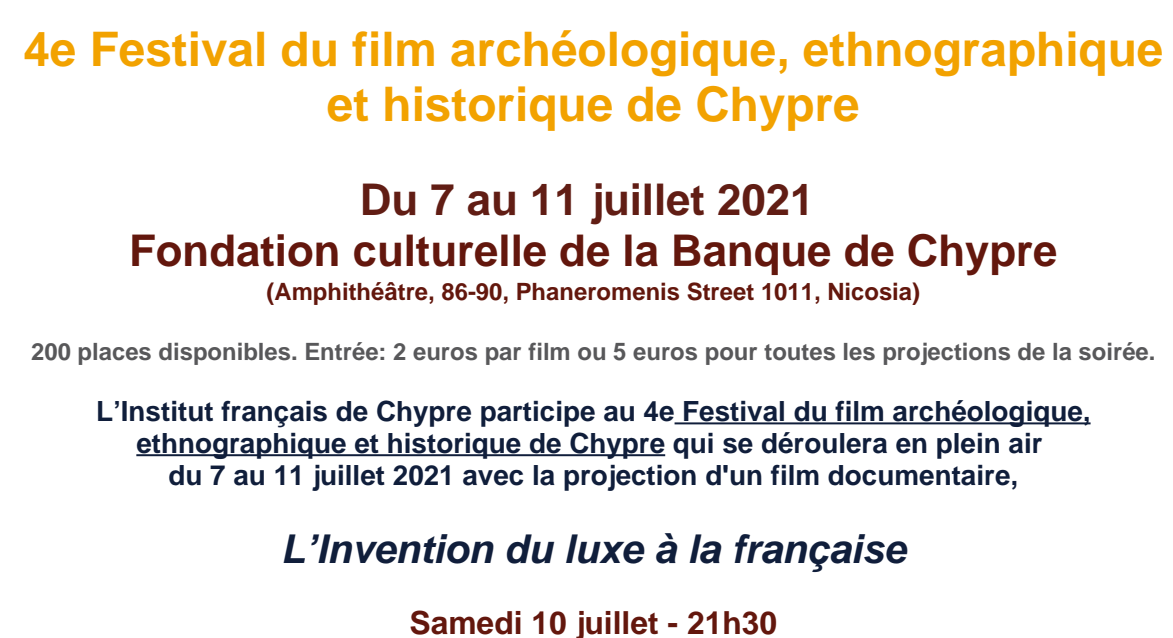 4e Festival du film archéologique, ethnographique
et historique de Chypre
Du 7 au 11 juillet 2021
Fondation culturelle de la Banque de Chypre
(Amphithéâtre, 86-90, Phaneromenis Street 1011, Nicosia)
200 places disponibles. Entrée: 2 euros par film ou 5 euros pour toutes les projections de la soirée.
L’Institut français de Chypre participe au 4e Festival du film archéologique,
ethnographique et historique de Chypre qui se déroulera en plein air
du 7 au 11 juillet 2021 avec la projection d'un film documentaire,
L’Invention du luxe à la française
Samedi 10 juillet - 21h30